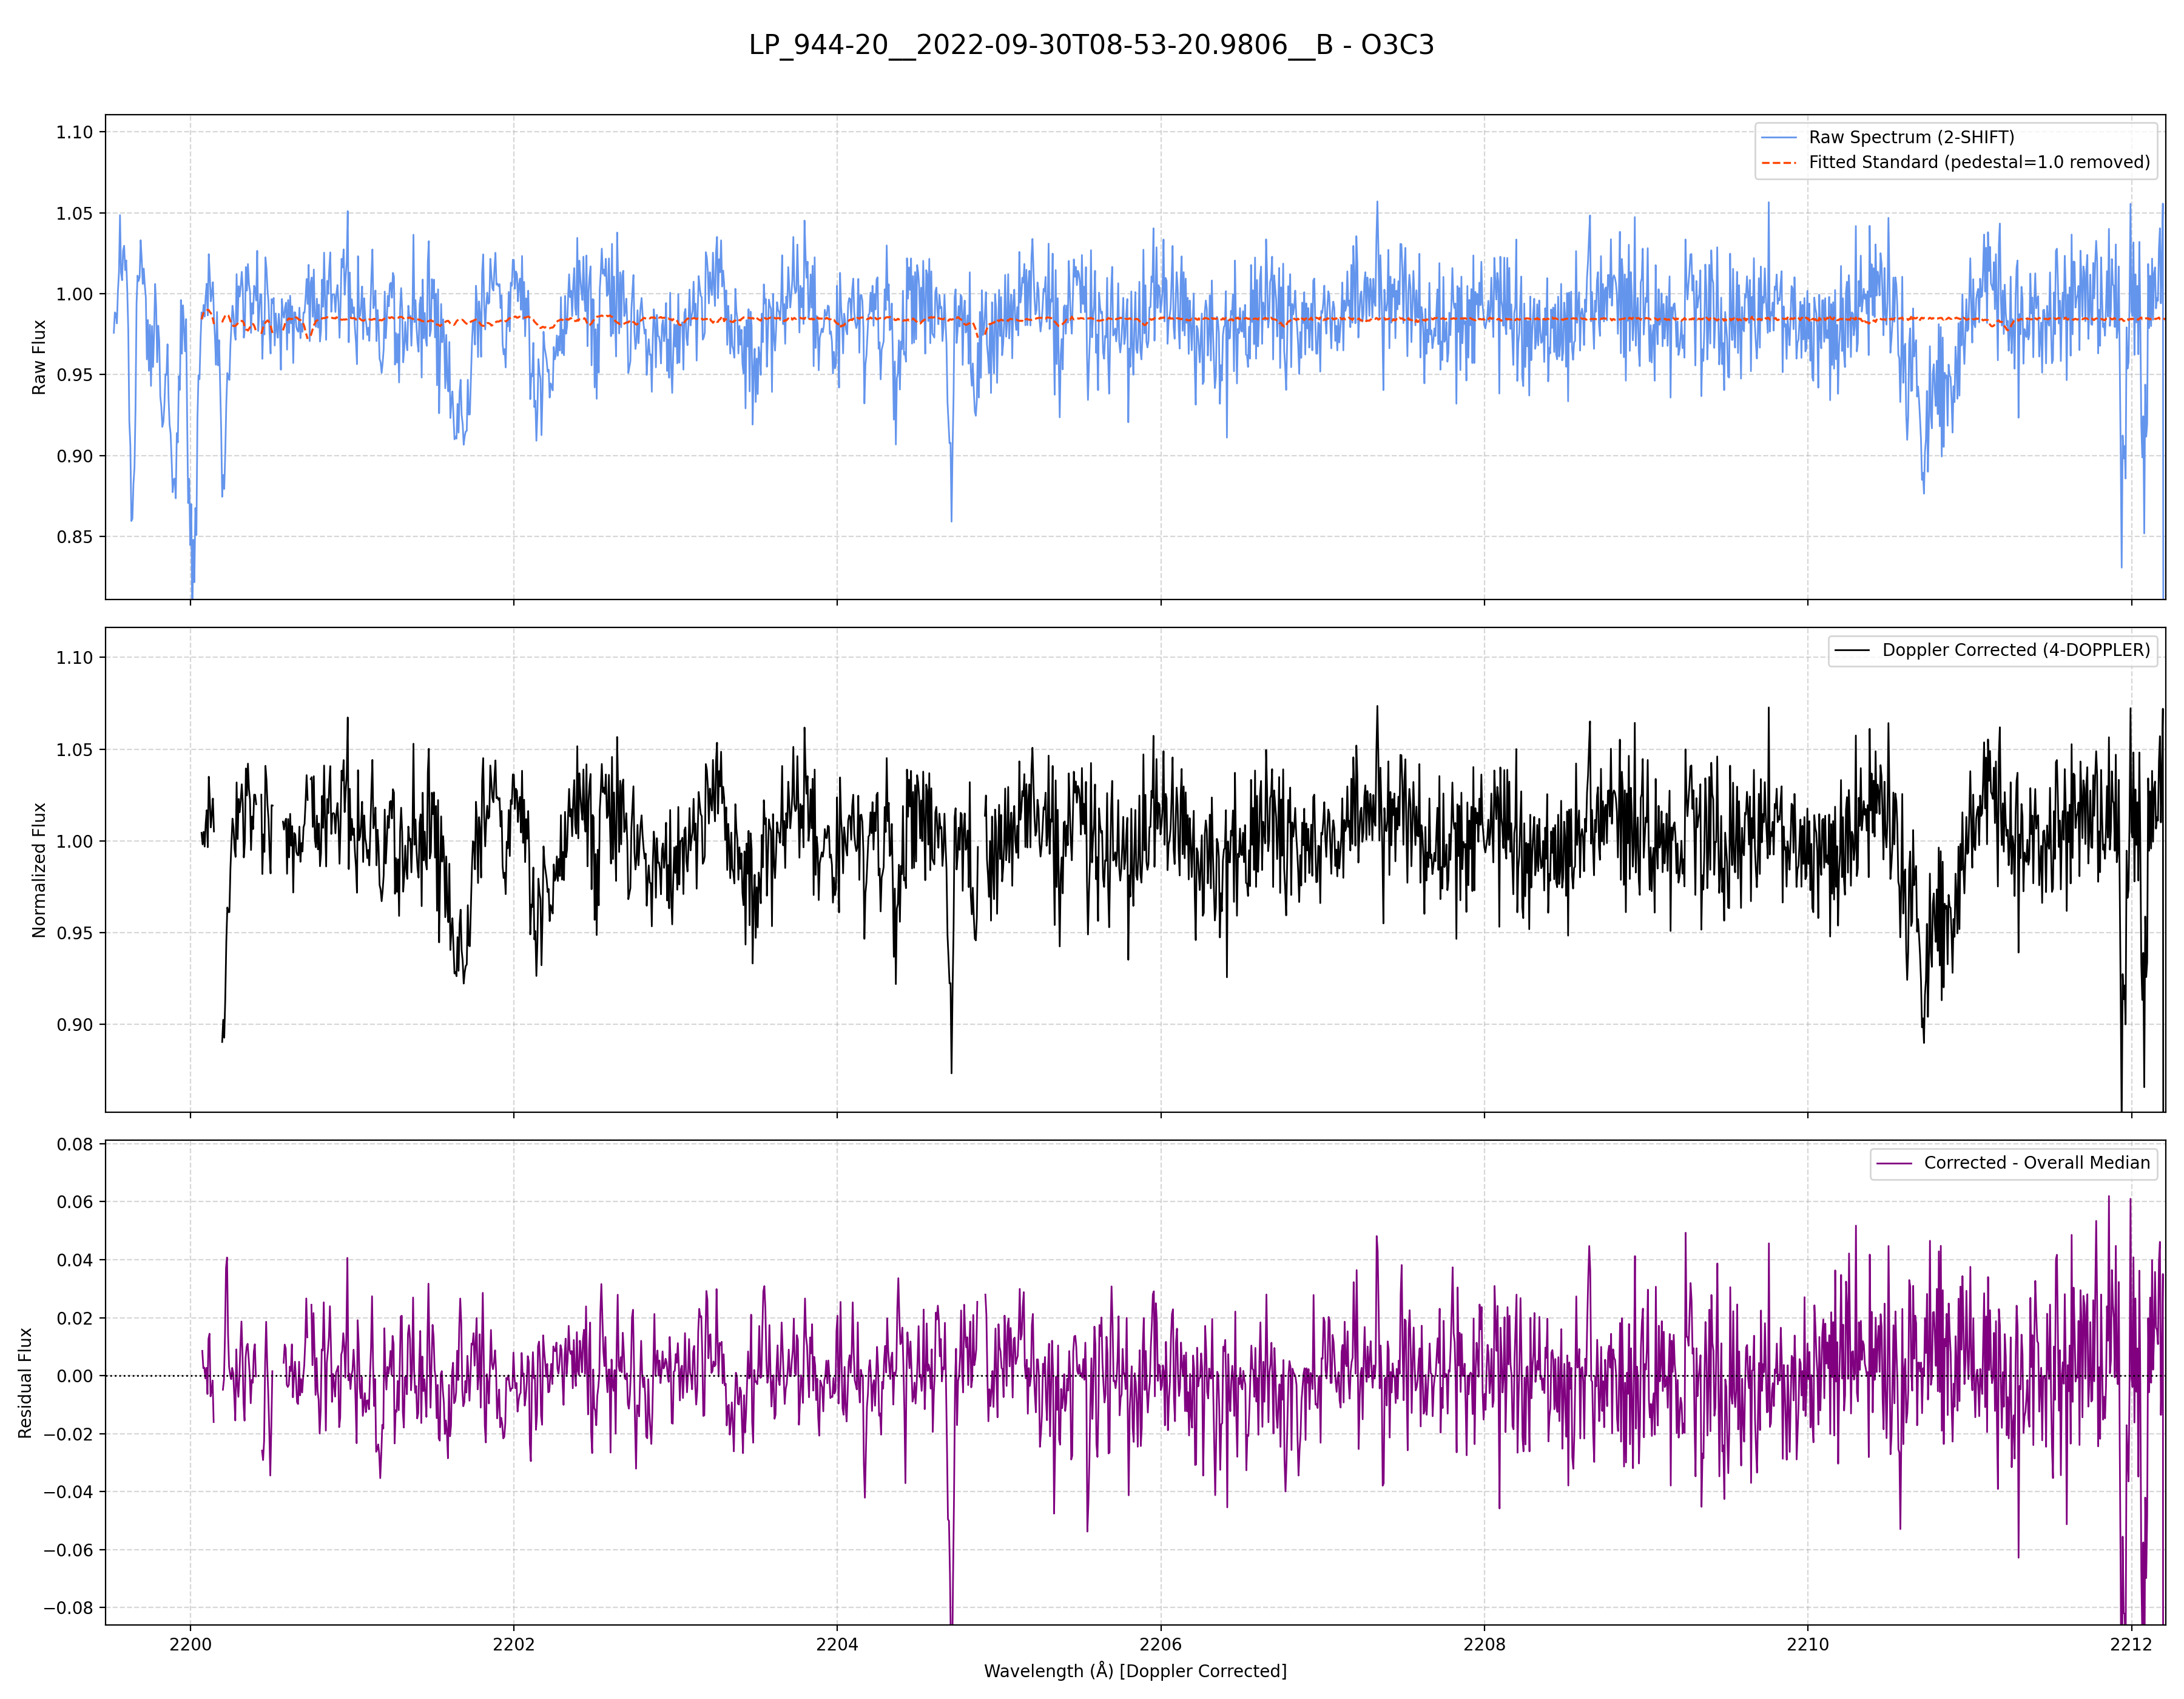 LP_944-20__2022-09-30T08-53-20.9806__B - O3C3
Raw Flux
1.10
1.05
1.00
0.95
0.90
0.85
Raw Spectrum (2-SHIFT)
Fitted Standard (pedestal=1.0 removed)
Normalized Flux
1.10
1.05
1.00
0.95
0.90
Doppler Corrected (4-DOPPLER)
Residual Flux
0.08
0.06
0.04
0.02
0.00
−0.02
−0.04
−0.06
−0.08
Corrected - Overall Median
2200 2202 2204 2206 2208 2210 2212
Wavelength (Å) [Doppler Corrected]